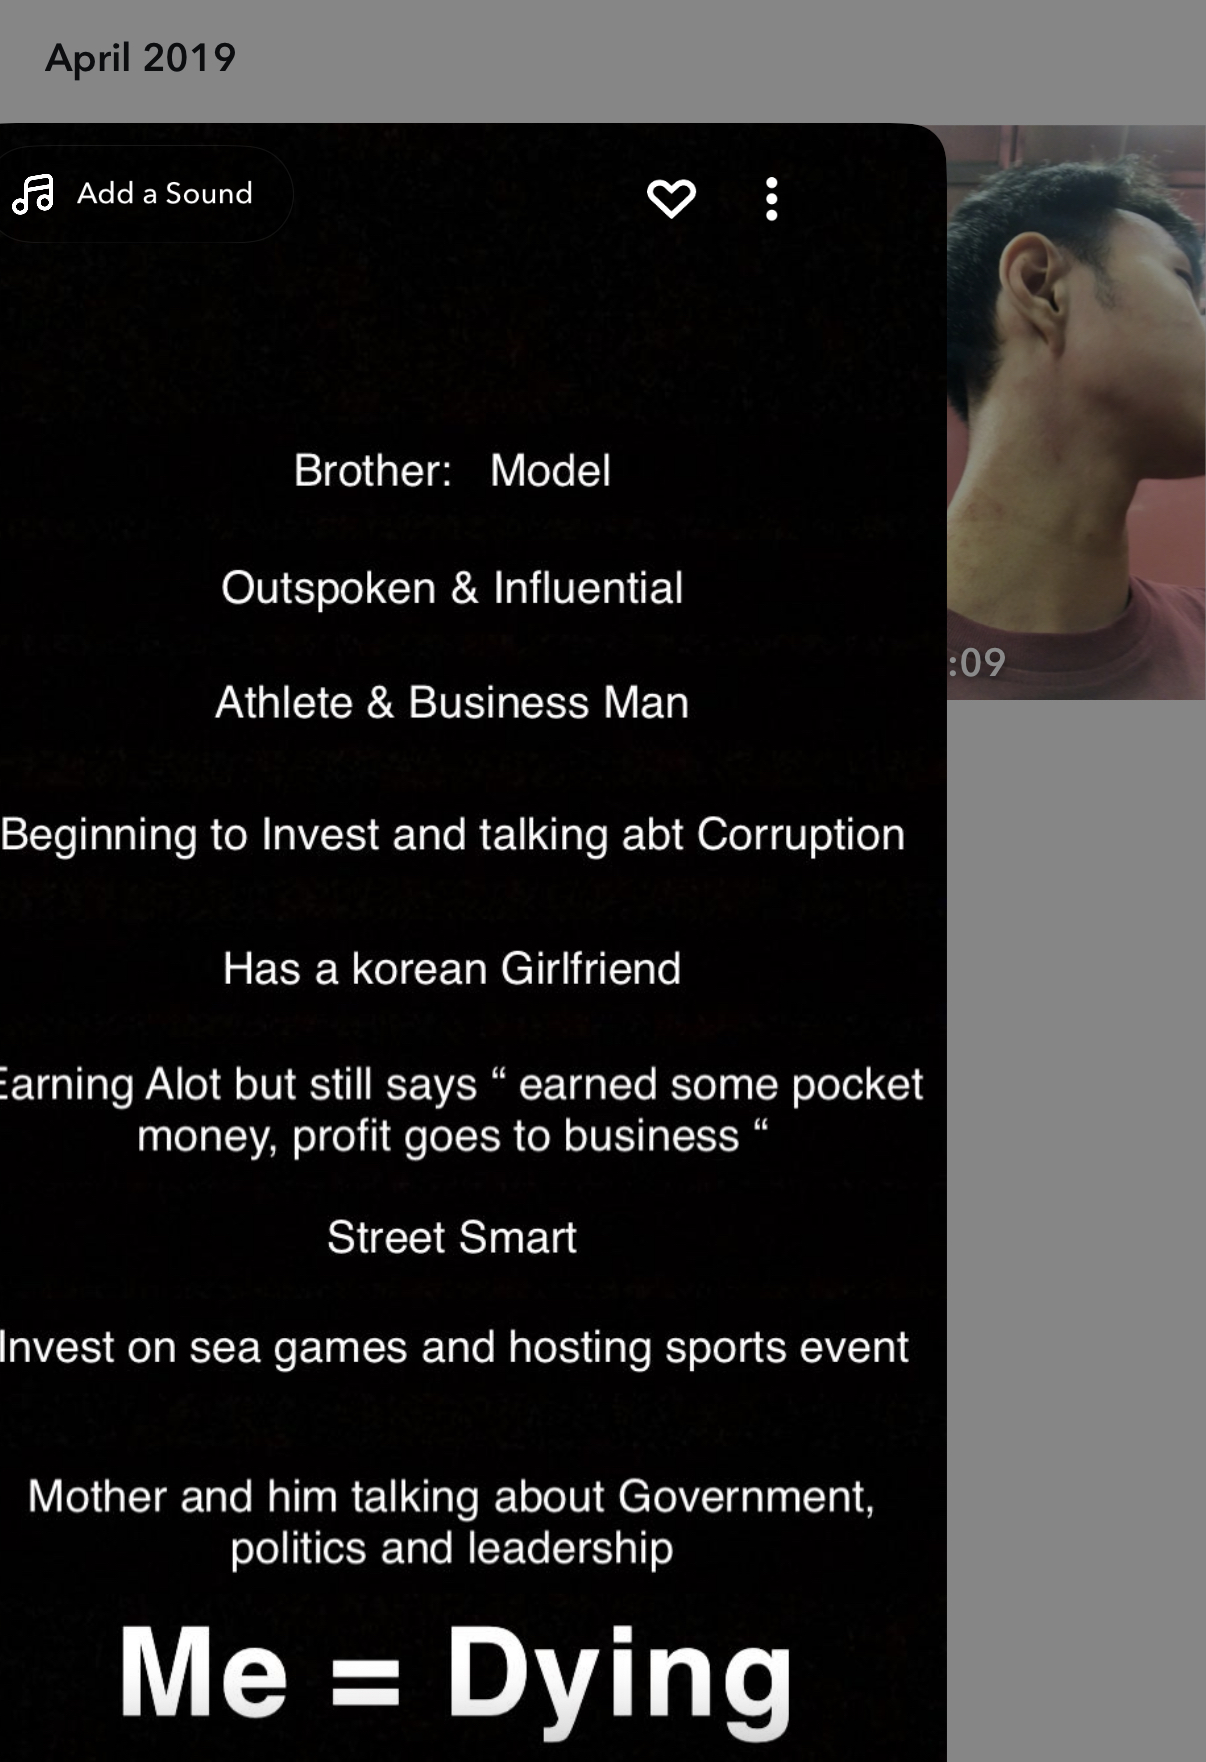 April 2019
Add a Sound
Brother: Model
Outspoken & Influential
Athlete & Business Man
Beginning to Invest and talking abt Corruption
Has a korean Girlfriend
Earning Alot but still says “ earned some pocket
money, profit goes to business “
Street Smart
Invest on sea games and hosting sports event
Mother and him talking about Government,
politics and leadership
Me = Dying
:09